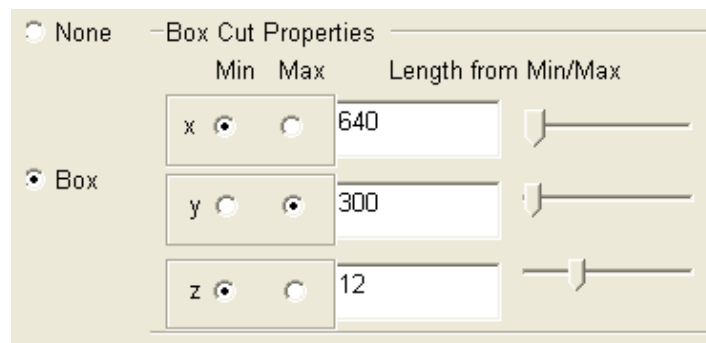 None Box Cut Properties
Min Max Length from Min/Max
x 640
Box
y 300
z 12